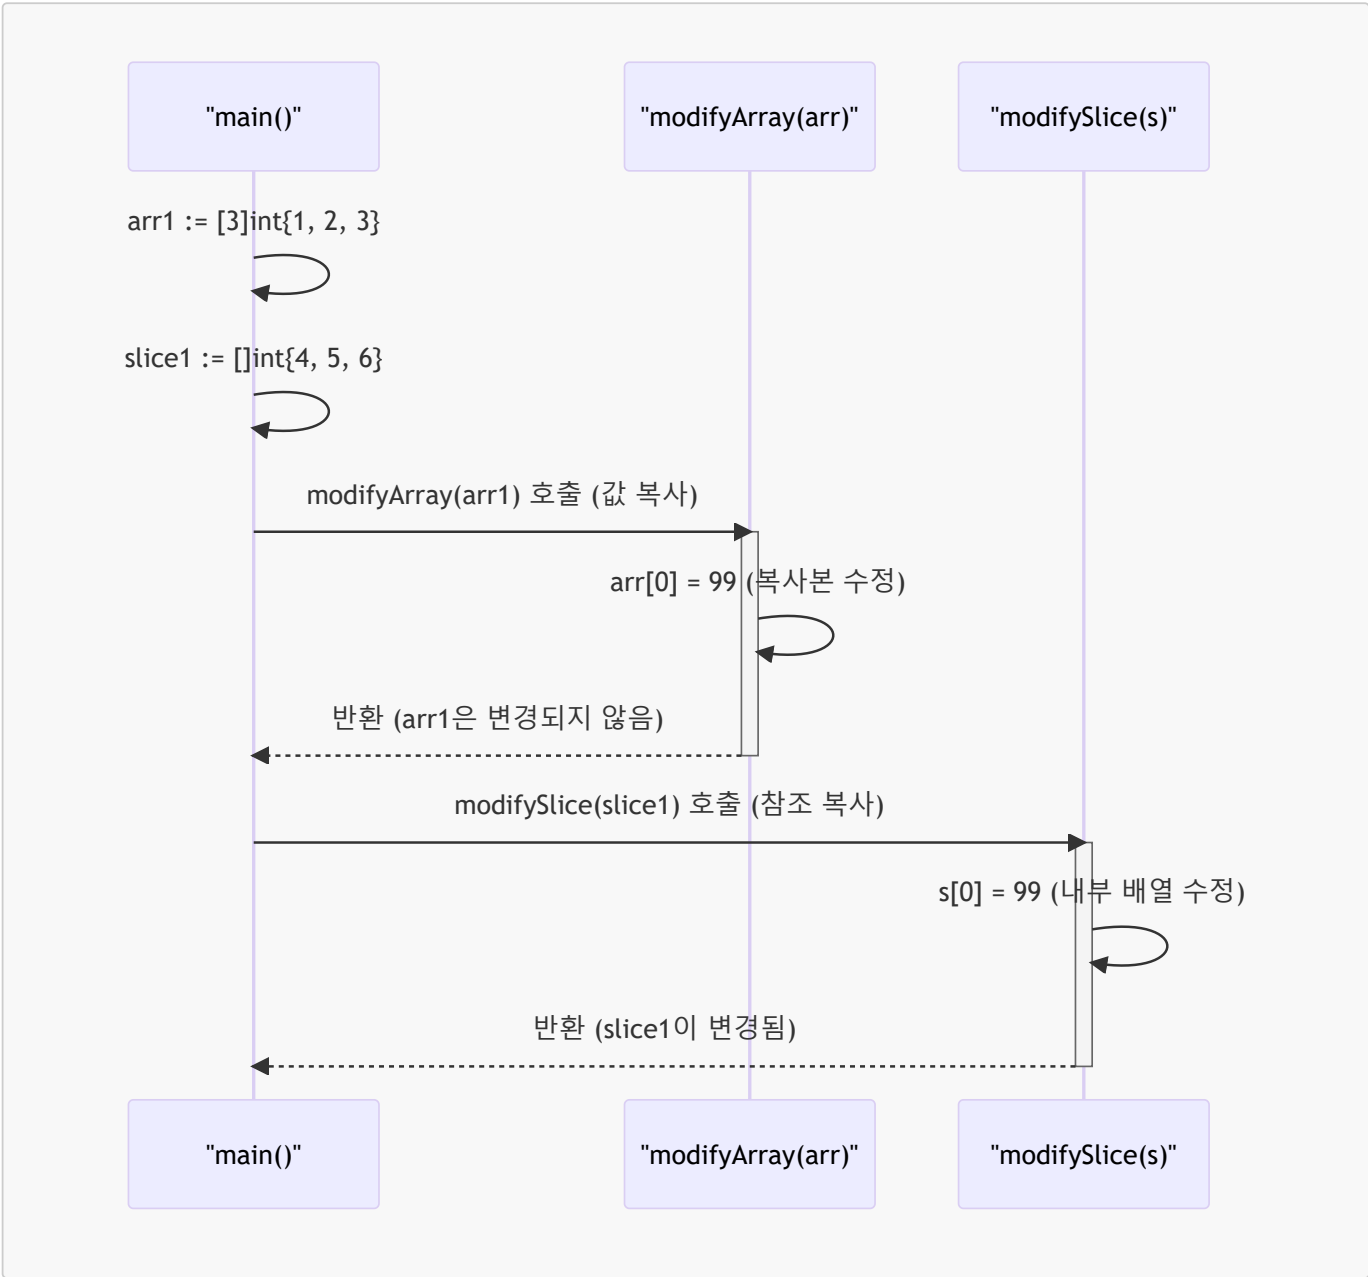 "main()"
"modifyArray(arr)"
"modifySlice(s)"
arr1 := [3]int{1, 2, 3}
slice1 := []int{4, 5, 6}
modifyArray(arr1) 호출 (값 복사)
arr[0] = 99 (복사본 수정)
반환 (arr1은 변경되지 않음)
modifySlice(slice1) 호출 (참조 복사)
s[0] = 99 (내부 배열 수정)
반환 (slice1이 변경됨)
"main()"
"modifyArray(arr)"
"modifySlice(s)"